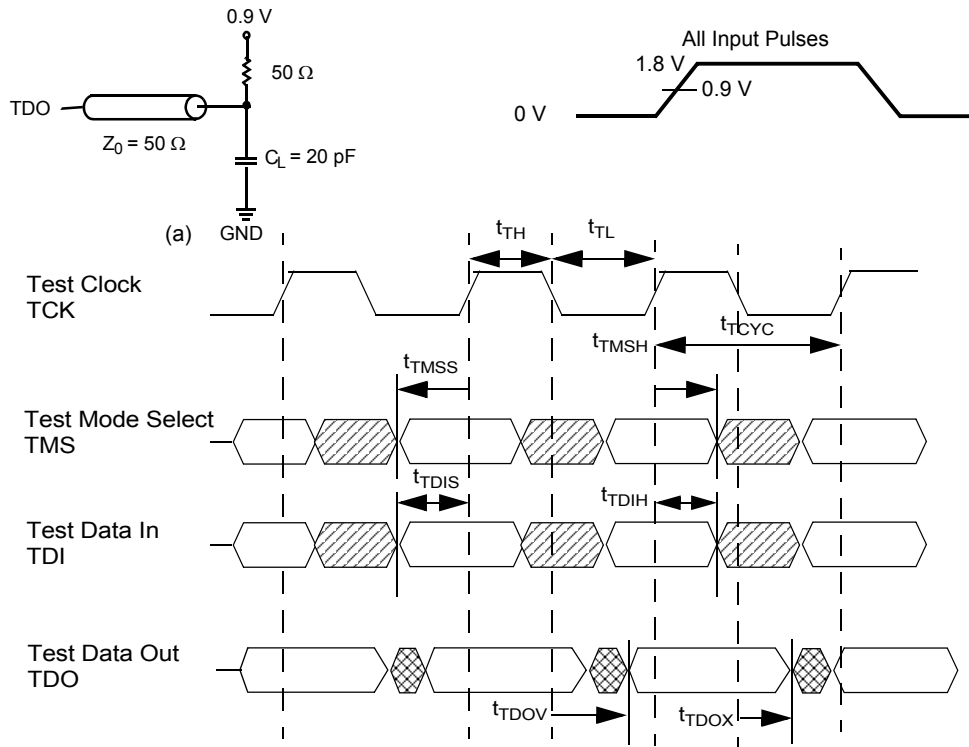 0.9 V
50 Ω
TDO
Z0 = 50 Ω
CL = 20 pF
(a) GND
All Input Pulses
1.8 V
0.9 V
0 V
tTH
tTL
Test Clock
TCK
tTCYC
tTMSH
tTMSS
Test Mode Select
TMS
tTDIS
tTDIH
Test Data In
TDI
Test Data Out
TDO
tTDOV
tTDOX